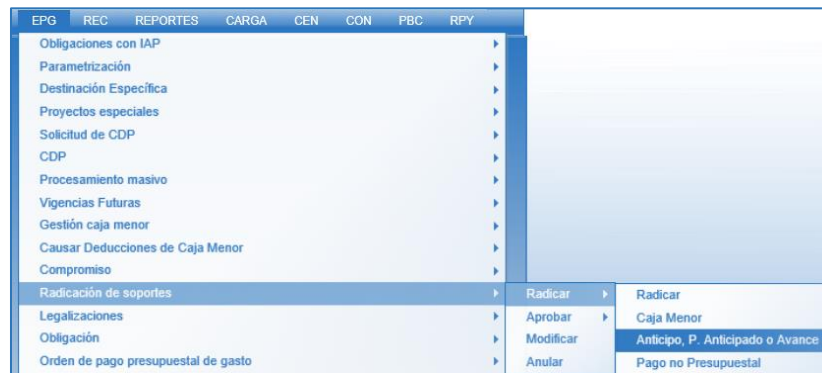 EPG REC REPORTES CARGA CEN CON PBC RPY
Obligaciones con IAP
Parametrización
Destinación Específica
Proyectos especiales
Solicitud de CDP
CDP
Procesamiento masivo
Vigencias Futuras
Gestión caja menor
Causar Deducciones de Caja Menor
Compromiso
Radicación de soportes Radicar Radicar
Legalizaciones Aprobar Caja Menor
Obligación Modificar Anticipo, P. Anticipado o Avance
Orden de pago presupuestal de gasto Anular Pago no Presupuestal